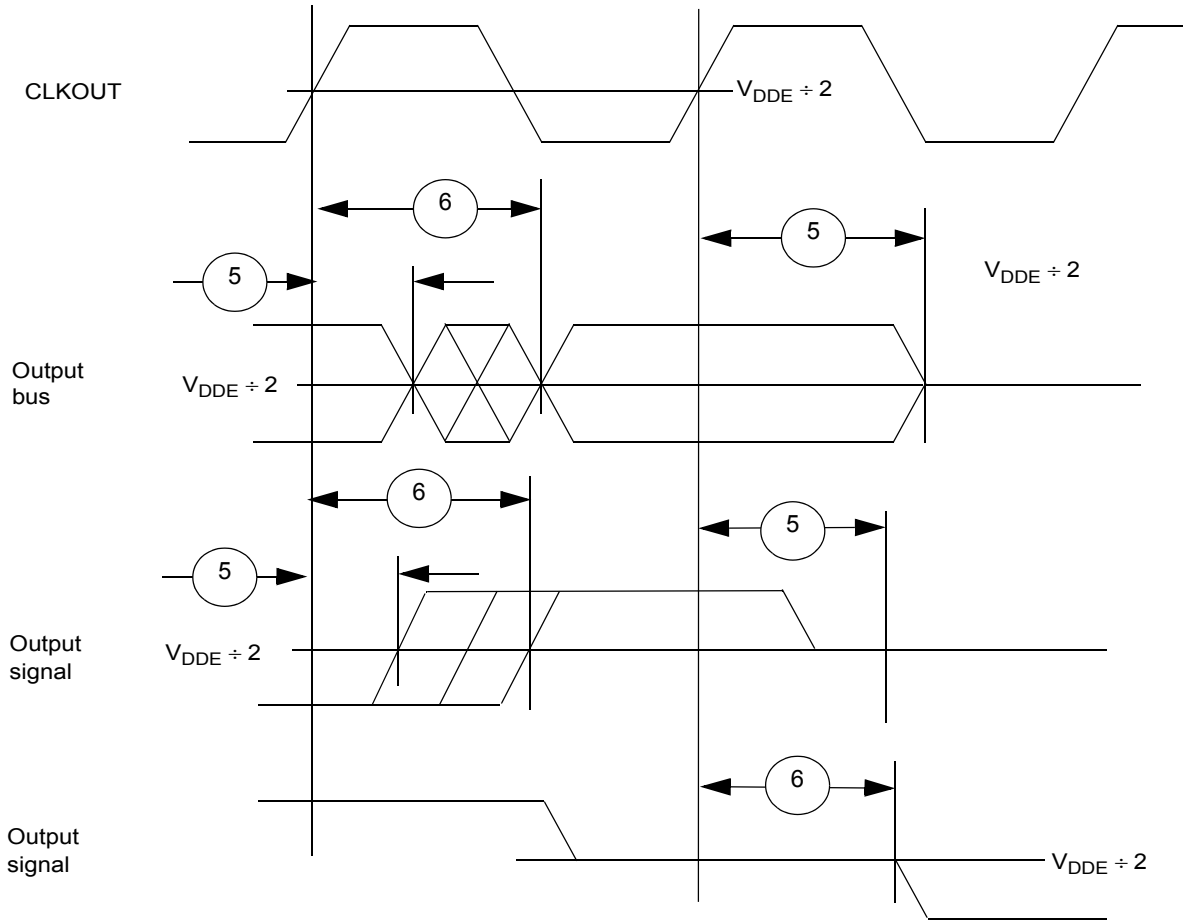 CLKOUT
V_DDE ÷ 2
6
5
5
V_DDE ÷ 2
Output
bus
V_DDE ÷ 2
6
5
5
Output
signal
V_DDE ÷ 2
6
Output
signal
V_DDE ÷ 2